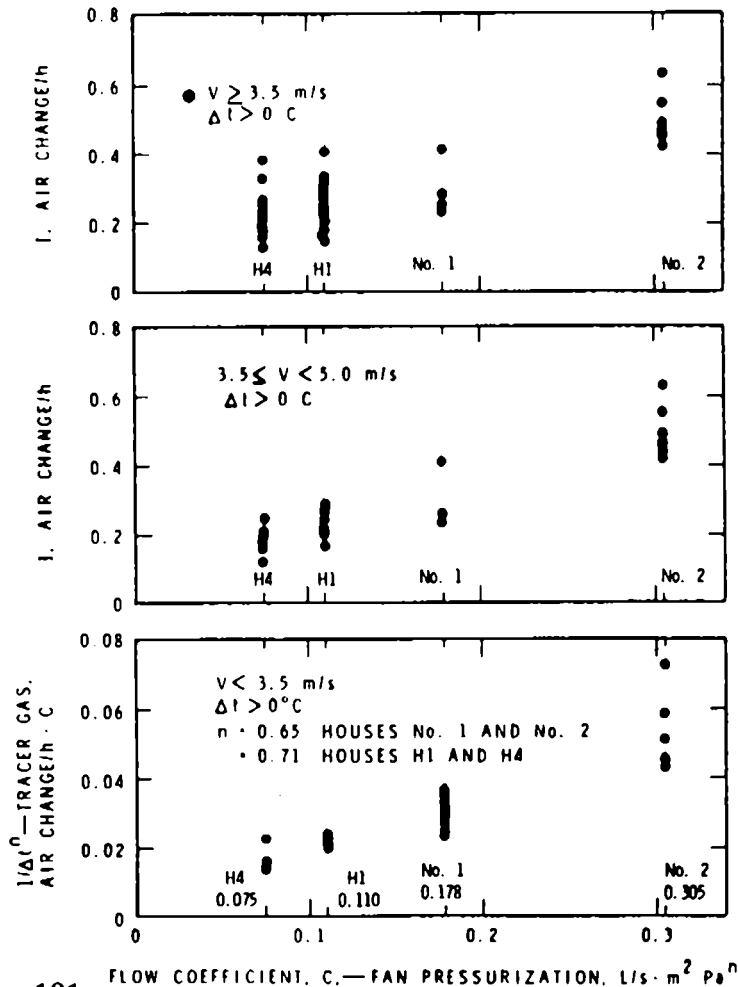 0.8
0.6
0.4
0.2
0
I, AIR CHANGE/h
● V ≥ 3.5 m/s
Δt > 0 C
H4 H1 No. 1 No. 2
0.8
0.6
0.4
0.2
0
I, AIR CHANGE/h
3.5 ≤ V < 5.0 m/s
Δt > 0 C
H4 H1 No. 1 No. 2
0.08
0.06
0.04
0.02
0
I/Δtⁿ—TRACER GAS,
AIR CHANGE/h · C
V < 3.5 m/s
Δt > 0°C
n · 0.65 HOUSES No. 1 AND No. 2
· 0.71 HOUSES H1 AND H4
H4 H1 No. 1 No. 2
0.075 0.110 0.178 0.305
0 0.1 0.2 0.3
FLOW COEFFICIENT, C,—FAN PRESSURIZATION, L/s · m² Paⁿ